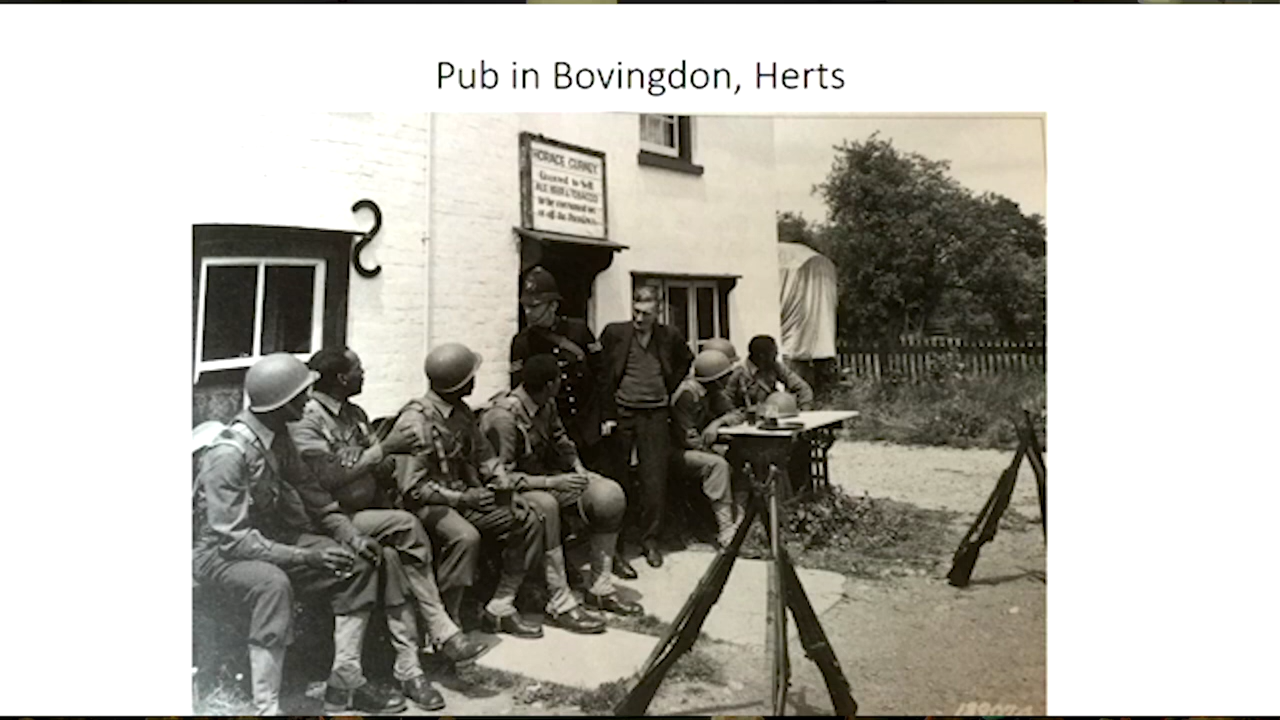 Pub in Bovingdon, Herts
HORACE GURNEY
Licensed to Sell
ALE BEER & TOBACCO
to be consumed on
or off the Premises